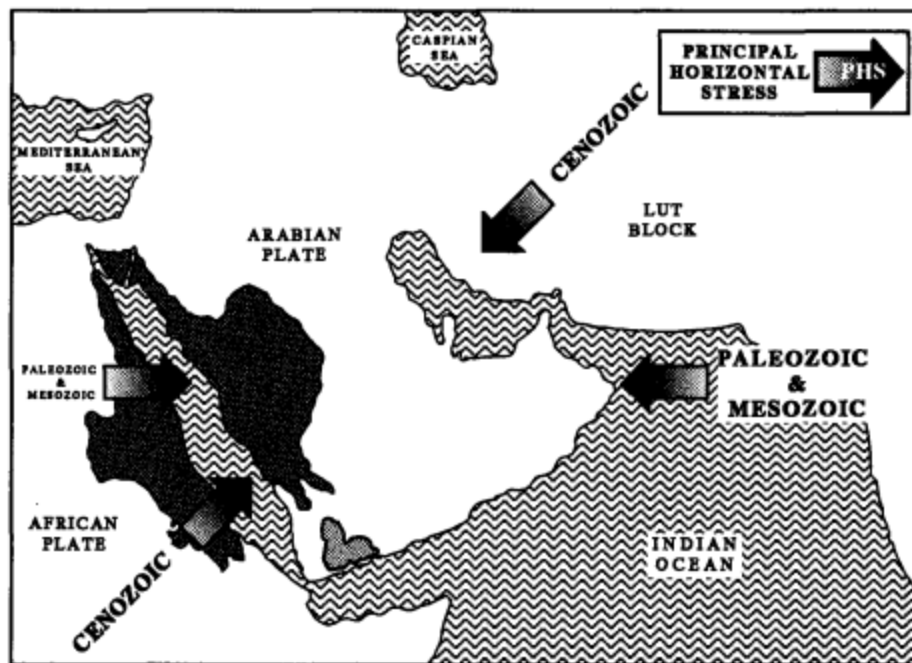 CASPIAN
SEA
PRINCIPAL
HORIZONTAL
STRESS
PHS
MEDITERRANEAN
SEA
CENOZOIC
LUT
BLOCK
ARABIAN
PLATE
PALEOZOIC
&
MESOZOIC
PALEOZOIC
&
MESOZOIC
AFRICAN
PLATE
INDIAN
OCEAN
CENOZOIC